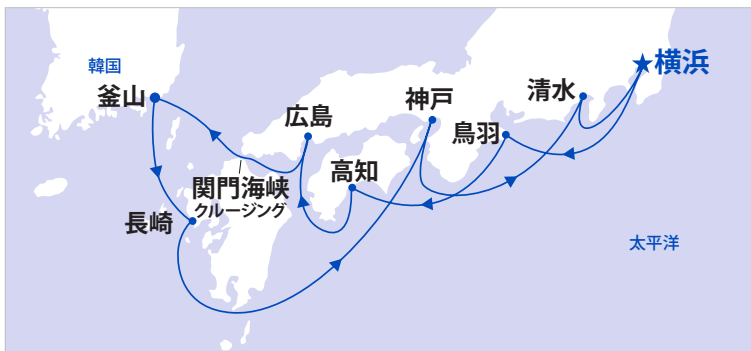 韓国
釜山
広島
神戸
清水
★横浜
鳥羽
高知
関門海峡
クルージング
長崎
太平洋